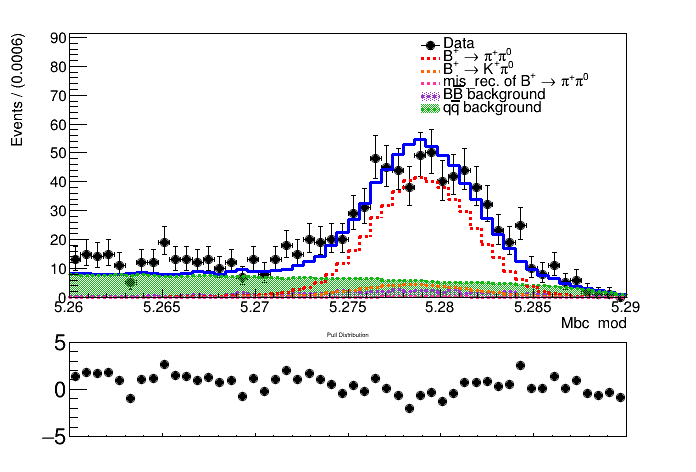 Events / (0.0006)
90
80
70
60
50
40
30
20
10
0
Data
B⁺ → π⁺π⁰
B⁺ → K⁺π⁰
mis_rec. of B⁺ → π⁺π⁰
BB̅ background
qq̅ background
5.26 5.265 5.27 5.275 5.28 5.285 5.29
Mbc mod
Pull Distribution
5
0
−5